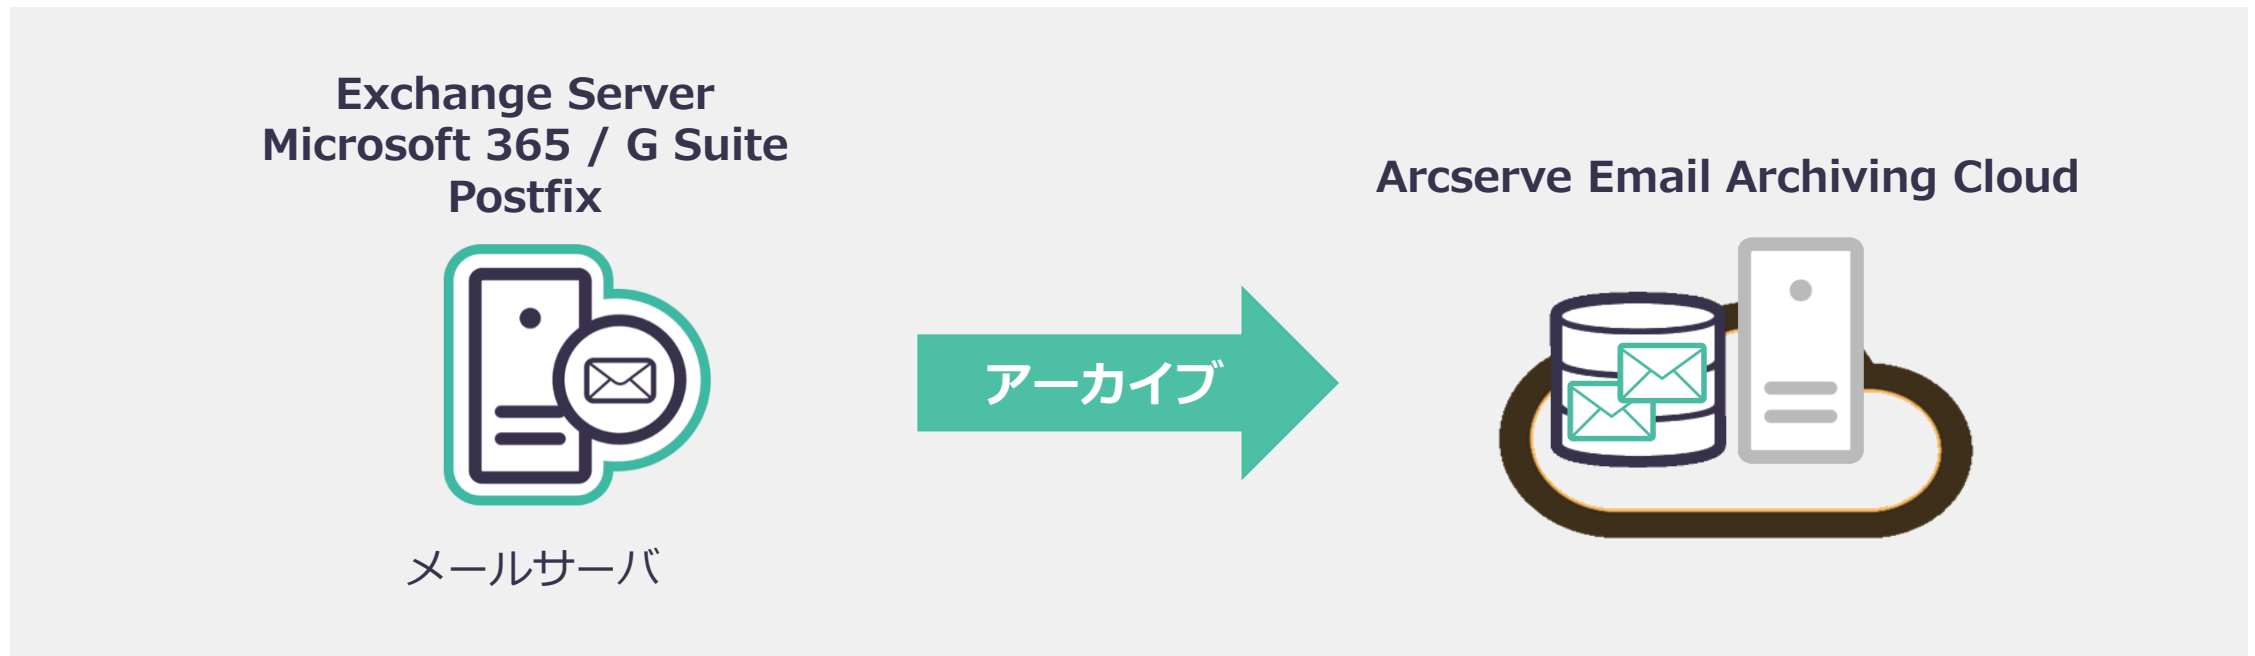 Exchange Server
Microsoft 365 / G Suite
Postfix
Arcserve Email Archiving Cloud
アーカイブ
メールサーバ